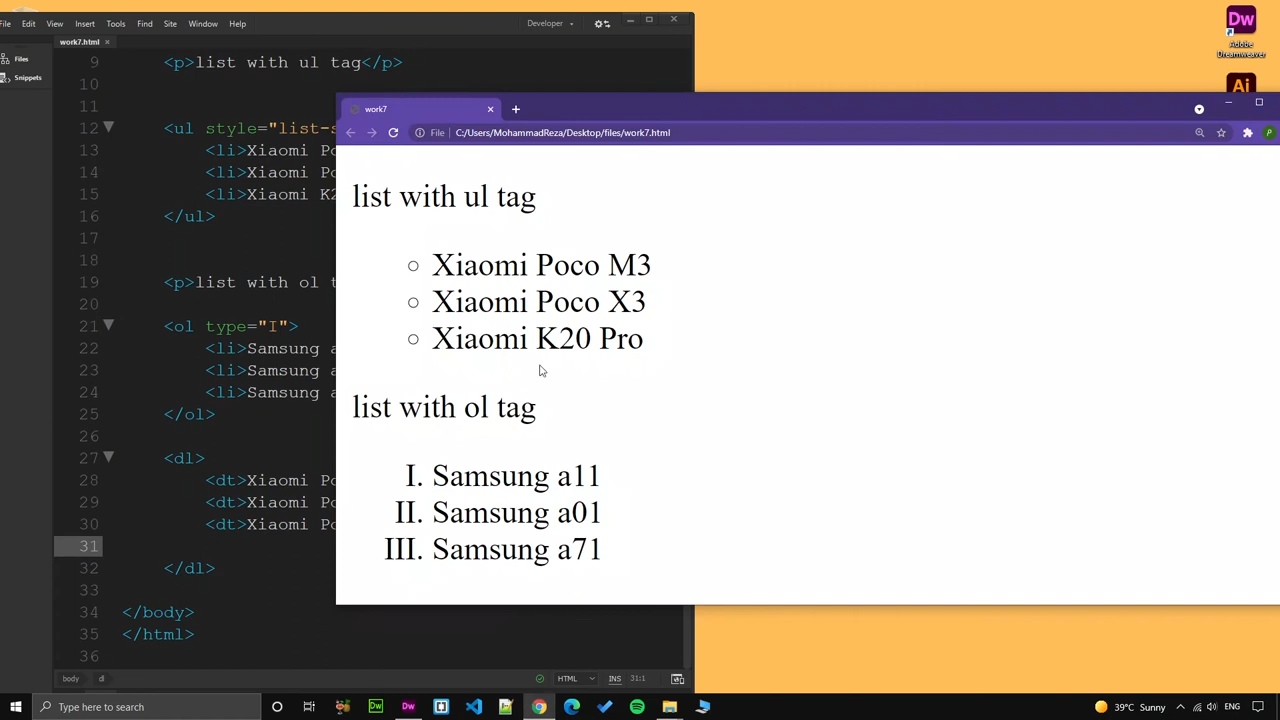 File Edit View Insert Tools Find Site Window Help
Developer
work7.html
Files
Snippets
9 <p>list with ul tag</p>
10
11
12 <ul style="list-s
13 <li>Xiaomi Po
14 <li>Xiaomi Po
15 <li>Xiaomi K2
16 </ul>
17
18
19 <p>list with ol t
20
21 <ol type="I">
22 <li>Samsung a
23 <li>Samsung a
24 <li>Samsung a
25 </ol>
26
27 <dl>
28 <dt>Xiaomi Po
29 <dt>Xiaomi Po
30 <dt>Xiaomi Po
31
32 </dl>
33
34 </body>
35 </html>
36
body dl
HTML INS 31:1
Dw
Adobe
Dreamweaver
Ai
work7
File C:/Users/MohammadReza/Desktop/files/work7.html
P
list with ul tag
Xiaomi Poco M3
Xiaomi Poco X3
Xiaomi K20 Pro
list with ol tag
I. Samsung a11
II. Samsung a01
III. Samsung a71
Type here to search
Dw
Dw
39°C Sunny ENG